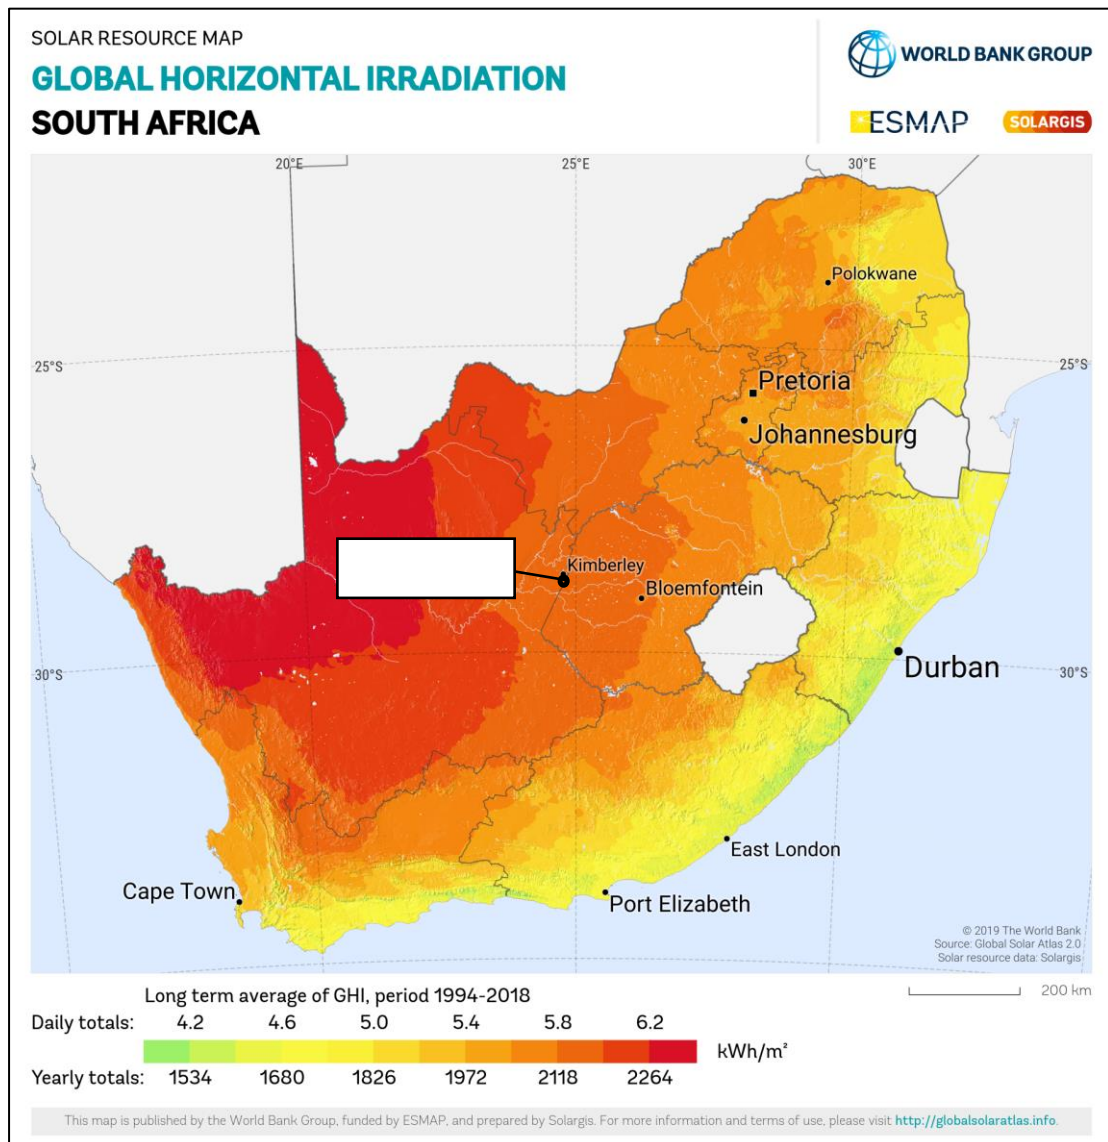 SOLAR RESOURCE MAP
GLOBAL HORIZONTAL IRRADIATION
SOUTH AFRICA
WORLD BANK GROUP
ESMAP
SOLARGIS
20°E
25°E
30°E
Polokwane
25°S
25°S
Pretoria
Johannesburg
Kimberley
Bloemfontein
Durban
30°S
30°S
East London
Cape Town
Port Elizabeth
© 2019 The World Bank
Source: Global Solar Atlas 2.0
Solar resource data: Solargis
200 km
Long term average of GHI, period 1994-2018
Daily totals: 4.2 4.6 5.0 5.4 5.8 6.2
kWh/m²
Yearly totals: 1534 1680 1826 1972 2118 2264
This map is published by the World Bank Group, funded by ESMAP, and prepared by Solargis. For more information and terms of use, please visit http://globalsolaratlas.info.